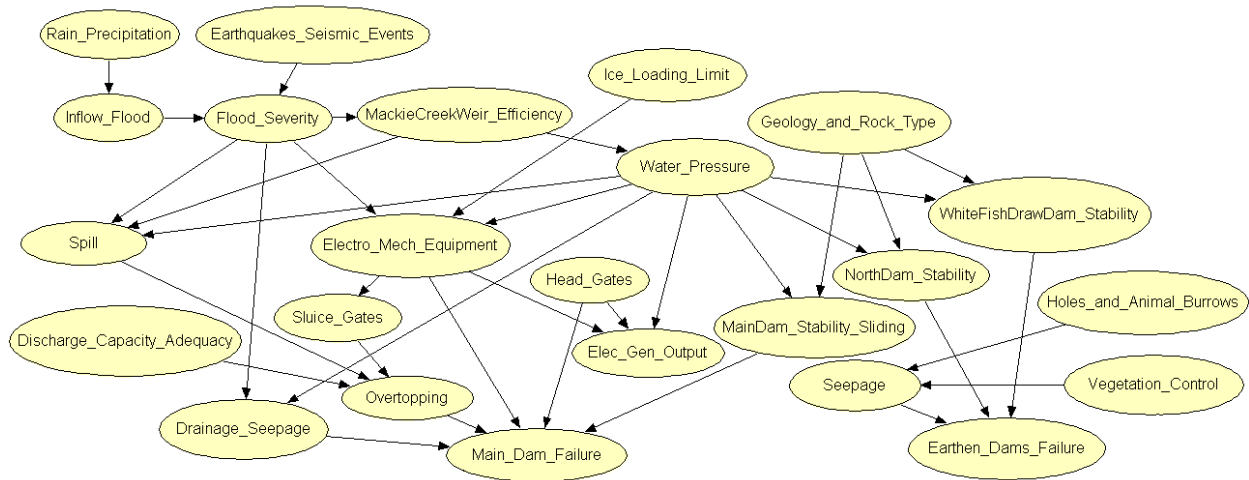 Rain_Precipitation
Earthquakes_Seismic_Events
Ice_Loading_Limit
Inflow_Flood
Flood_Severity
MackieCreekWeir_Efficiency
Geology_and_Rock_Type
Water_Pressure
WhiteFishDrawDam_Stability
Spill
Electro_Mech_Equipment
Head_Gates
NorthDam_Stability
Holes_and_Animal_Burrows
Sluice_Gates
MainDam_Stability_Sliding
Discharge_Capacity_Adequacy
Elec_Gen_Output
Seepage
Vegetation_Control
Overtopping
Drainage_Seepage
Main_Dam_Failure
Earthen_Dams_Failure